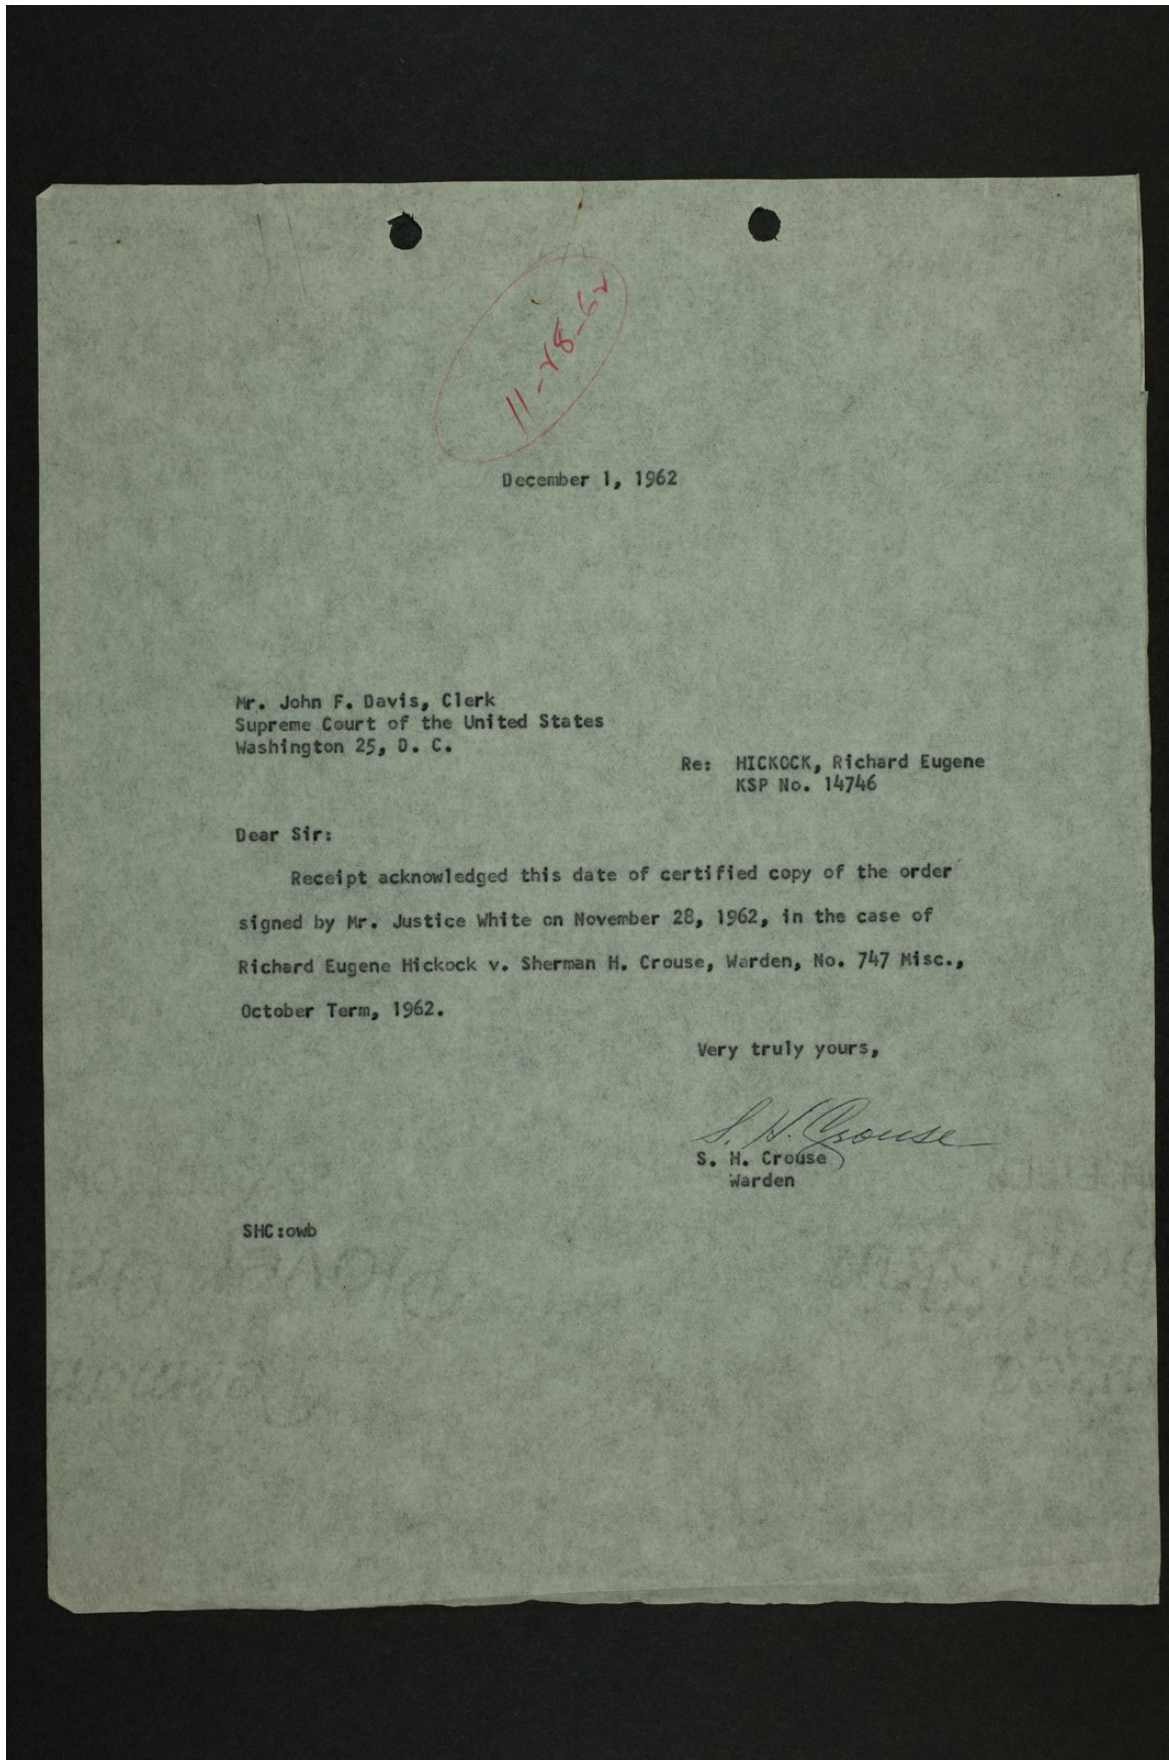 11-28-62
December 1, 1962
Mr. John F. Davis, Clerk
Supreme Court of the United States
Washington 25, D. C.
Re: HICKOCK, Richard Eugene
KSP No. 14746
Dear Sir:
Receipt acknowledged this date of certified copy of the order
signed by Mr. Justice White on November 28, 1962, in the case of
Richard Eugene Hickock v. Sherman H. Crouse, Warden, No. 747 Misc.,
October Term, 1962.
Very truly yours,
S. H. Crouse
S. H. Crouse
Warden
SHC:owb